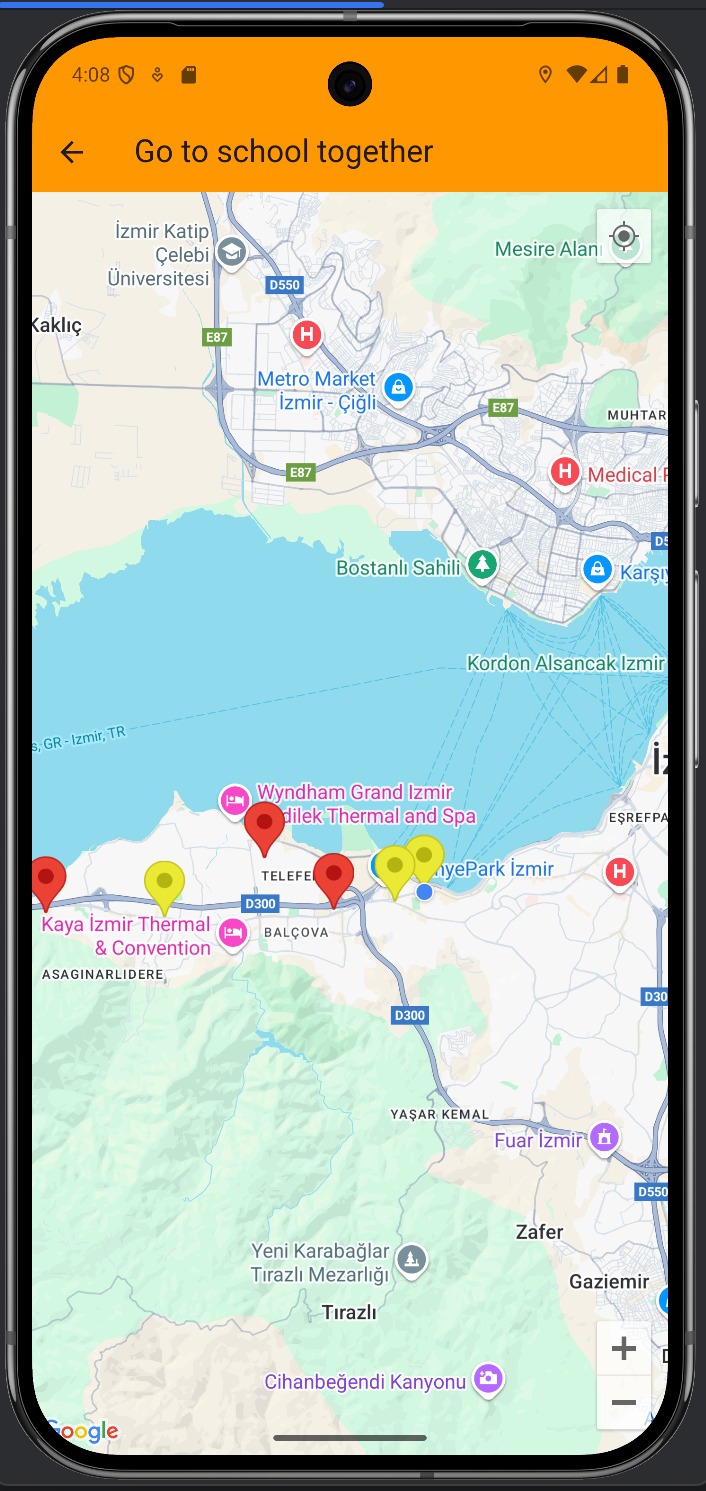 4:08
Go to school together
İzmir Katip
Çelebi
Üniversitesi
Mesire Alanı
D550
Kaklıç
E87
H
Metro Market
İzmir - Çiğli
E87
MUHTAR
H
Medical
E87
D5
Bostanlı Sahili
Karşıy
Kordon Alsancak Izmir
GR - Izmir, TR
İz
Wyndham Grand Izmir
dilek Thermal and Spa
EŞREFPA
TELEFE
nyePark İzmir
H
D300
Kaya İzmir Thermal
& Convention
BALÇOVA
ASAGINARLIDERE
D30
D300
YAŞAR KEMAL
Fuar İzmir
D550
Zafer
Yeni Karabağlar
Tırazlı Mezarlığı
Gaziemir
Tırazlı
+
Cihanbeğendi Kanyonu
−
Google